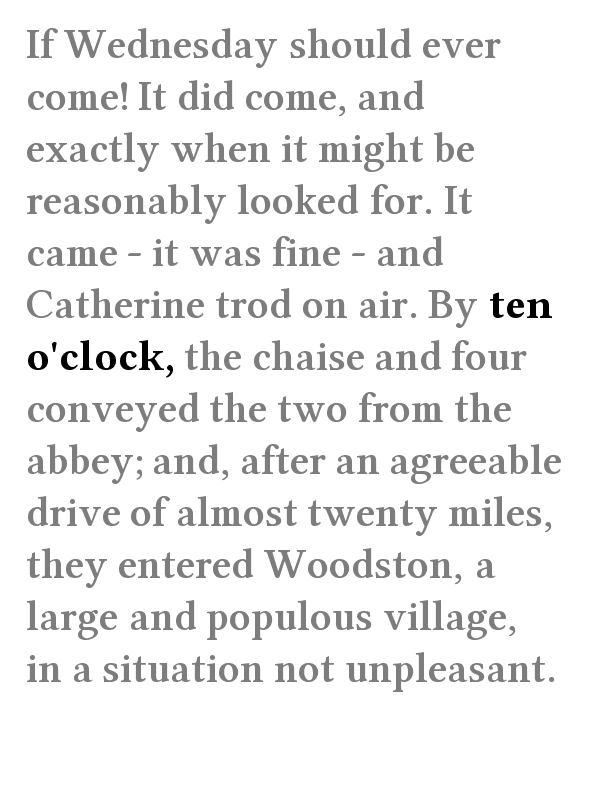 If Wednesday should ever
come! It did come, and
exactly when it might be
reasonably looked for. It
came - it was fine - and
Catherine trod on air. By ten
o'clock, the chaise and four
conveyed the two from the
abbey; and, after an agreeable
drive of almost twenty miles,
they entered Woodston, a
large and populous village,
in a situation not unpleasant.